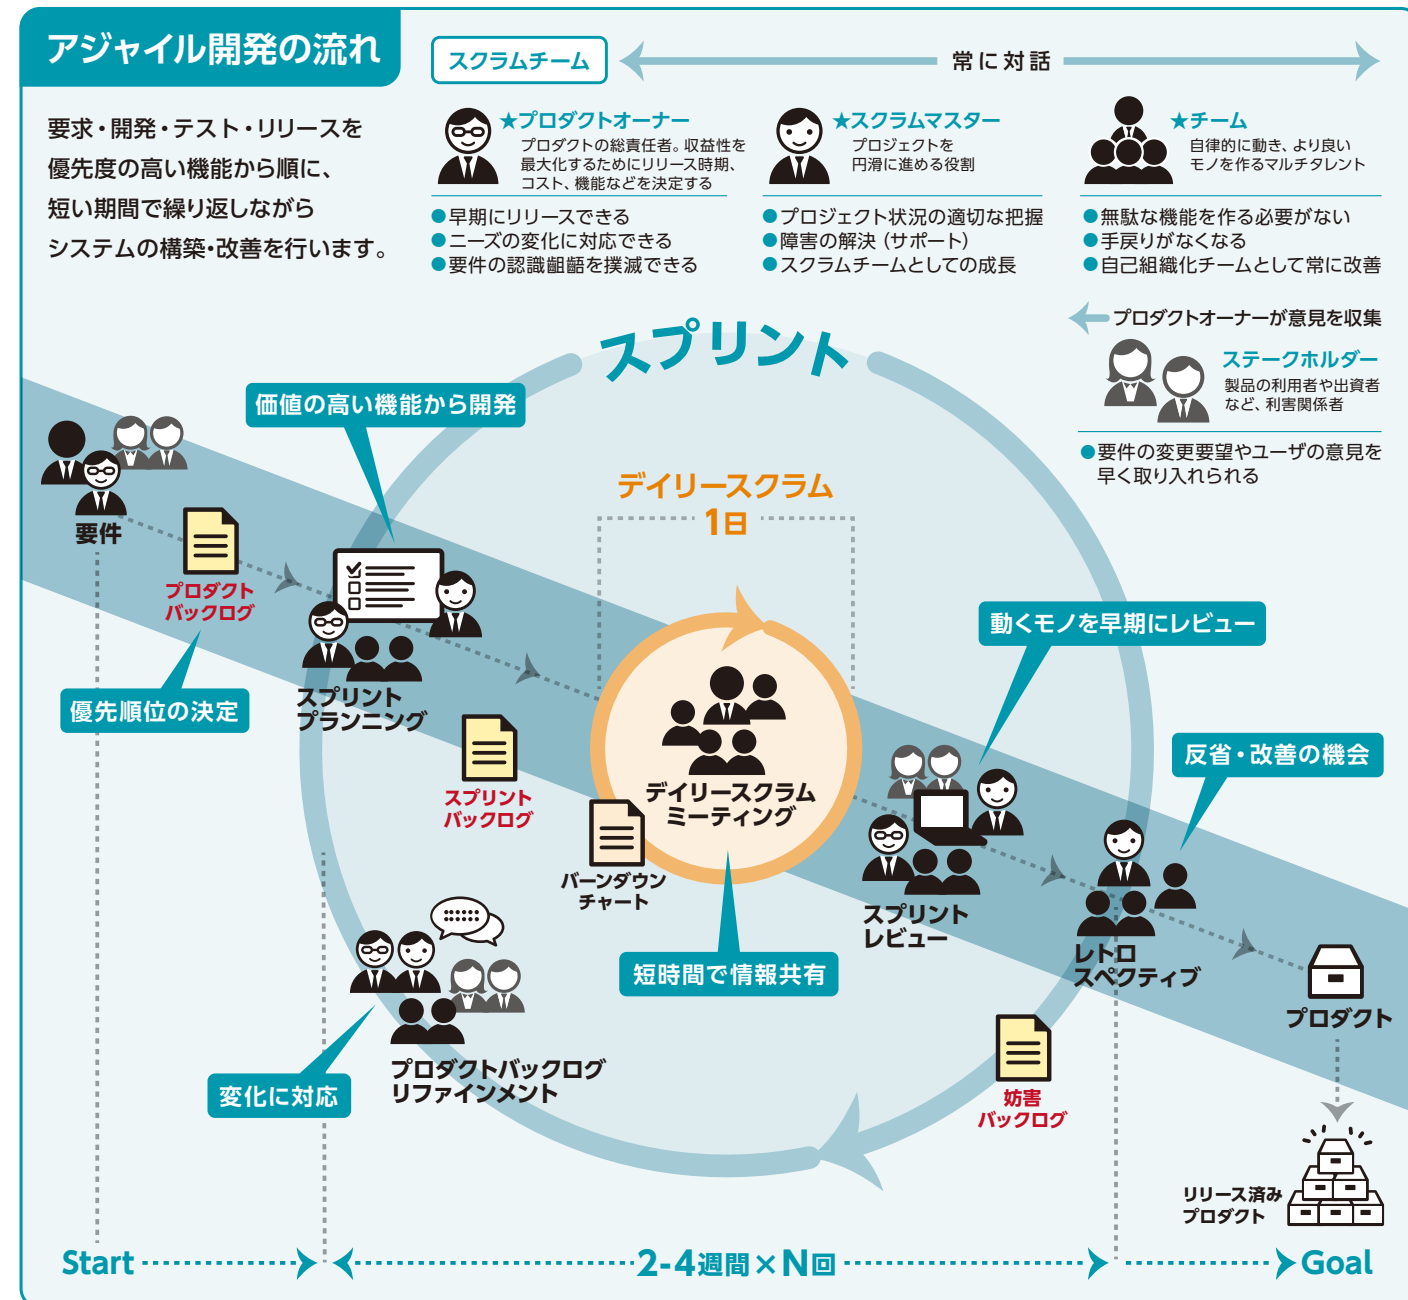 アジャイル開発の流れ
要求・開発・テスト・リリースを
優先度の高い機能から順に、
短い期間で繰り返しながら
システムの構築・改善を行います。
スクラムチーム
常に対話
★プロダクトオーナー
プロダクトの総責任者。収益性を
最大化するためにリリース時期、
コスト、機能などを決定する
●早期にリリースできる
●ニーズの変化に対応できる
●要件の認識齟齬を撲滅できる
★スクラムマスター
プロジェクトを
円滑に進める役割
●プロジェクト状況の適切な把握
●障害の解決（サポート）
●スクラムチームとしての成長
★チーム
自律的に動き、より良い
モノを作るマルチタレント
●無駄な機能を作る必要がない
●手戻りがなくなる
●自己組織化チームとして常に改善
プロダクトオーナーが意見を収集
ステークホルダー
製品の利用者や出資者
など、利害関係者
●要件の変更要望やユーザの意見を
早く取り入れられる
スプリント
価値の高い機能から開発
デイリースクラム
1日
要件
プロダクト
バックログ
優先順位の決定
スプリント
プランニング
スプリント
バックログ
デイリースクラム
ミーティング
バーンダウン
チャート
短時間で情報共有
動くモノを早期にレビュー
スプリント
レビュー
反省・改善の機会
レトロ
スペクティブ
プロダクト
プロダクトバックログ
リファインメント
変化に対応
妨害
バックログ
リリース済み
プロダクト
Start
2-4週間×N回
Goal